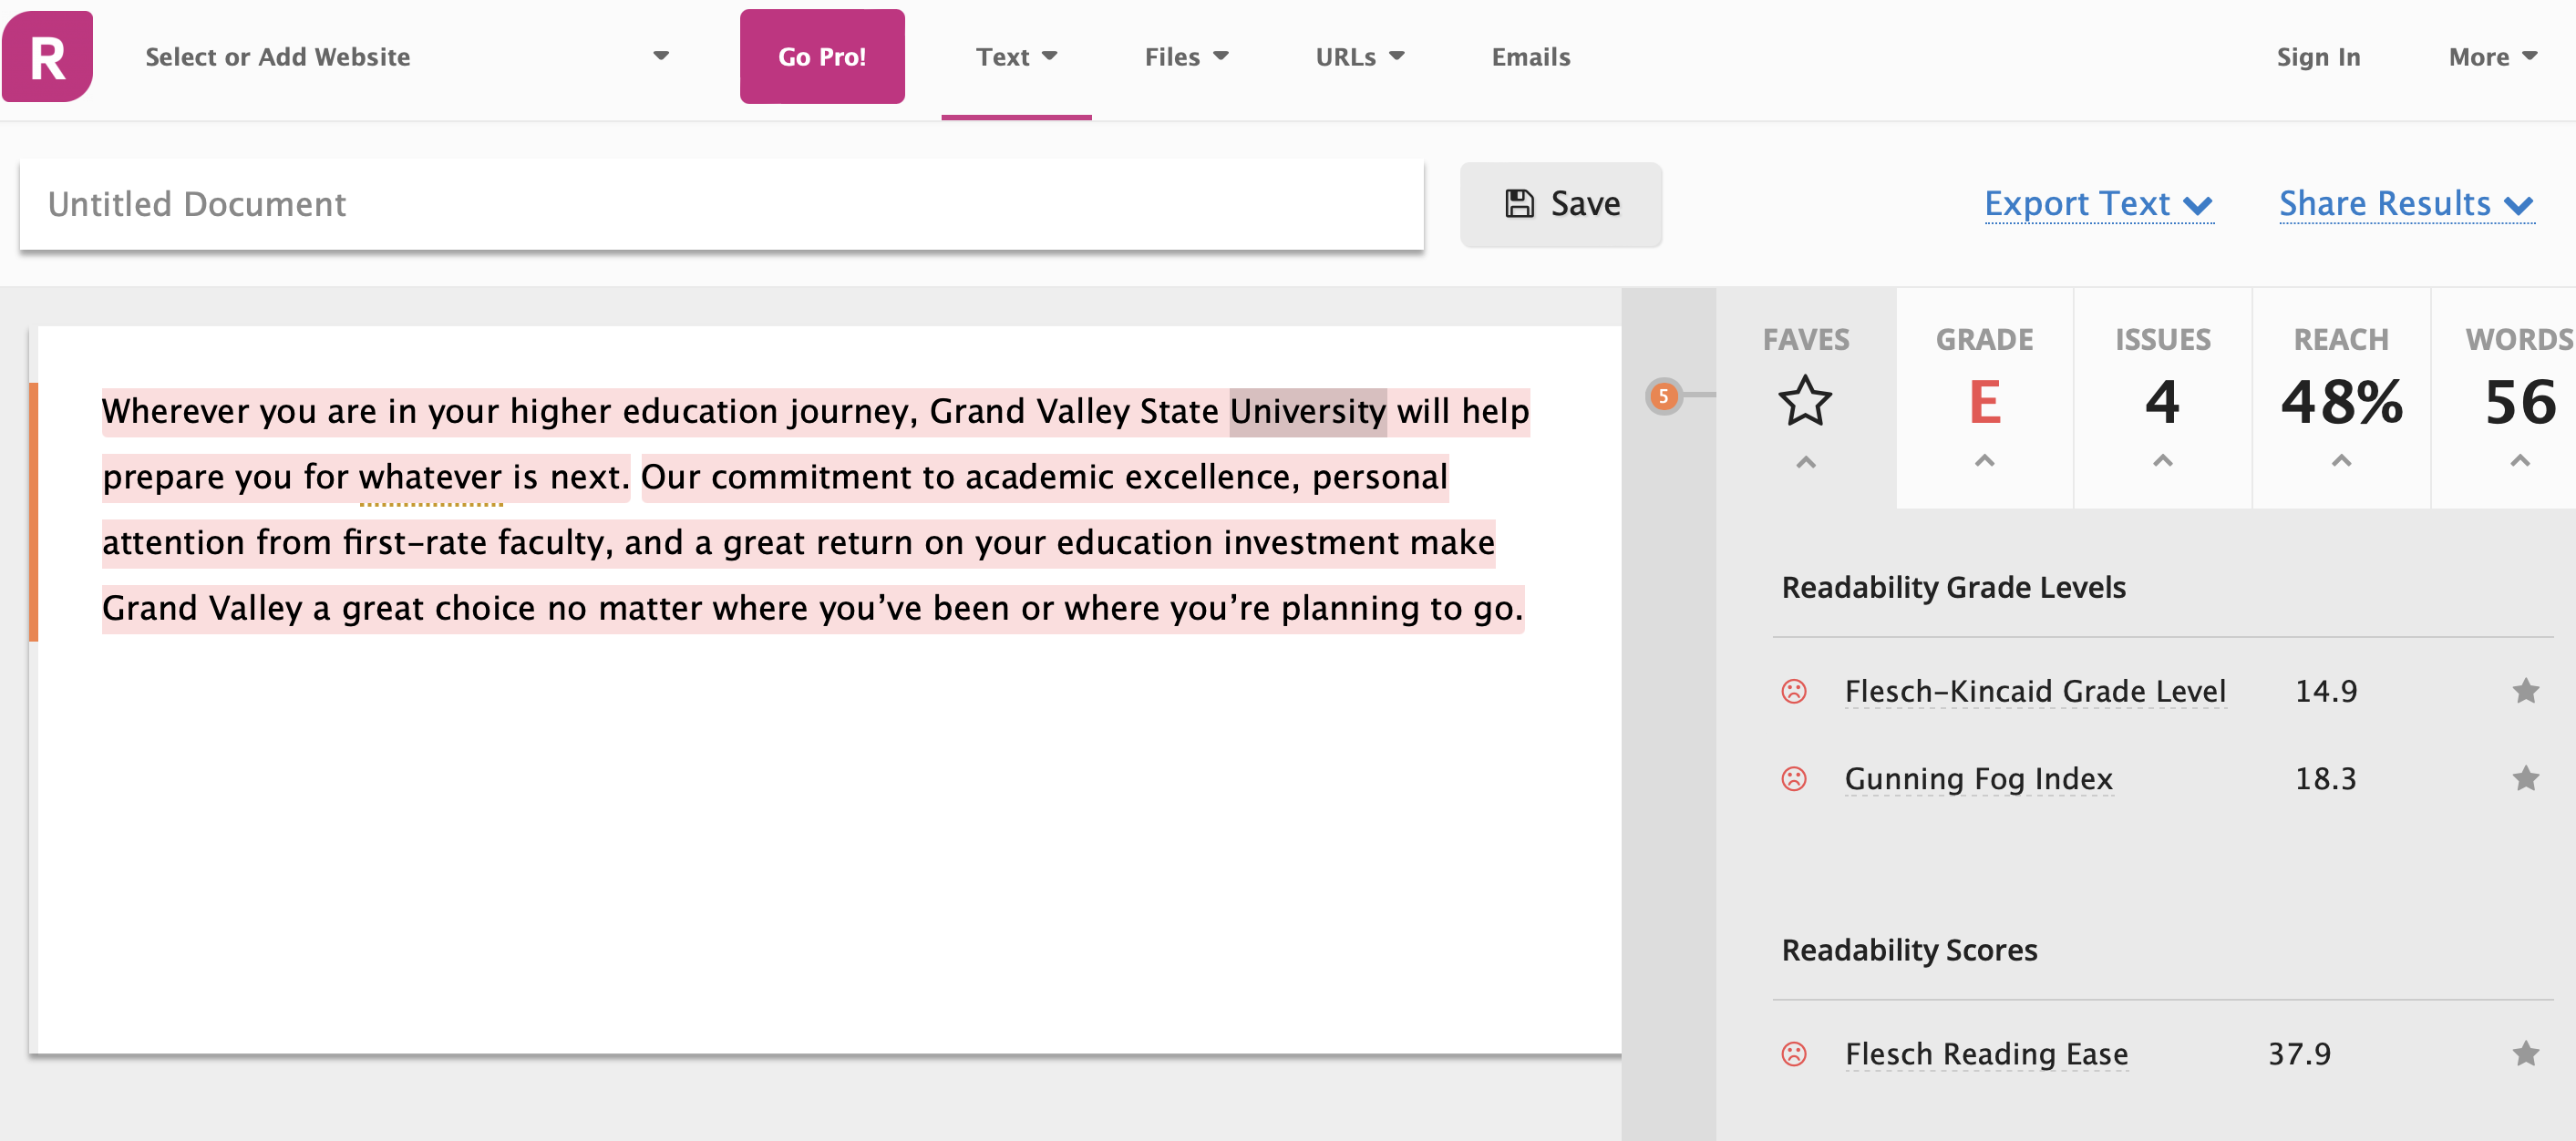 R
Select or Add Website
Go Pro!
Text
Files
URLs
Emails
Sign In
More
Untitled Document
Save
Export Text
Share Results
Wherever you are in your higher education journey, Grand Valley State University will help
prepare you for whatever is next. Our commitment to academic excellence, personal
attention from first-rate faculty, and a great return on your education investment make
Grand Valley a great choice no matter where you’ve been or where you’re planning to go.
5
FAVES
GRADE
E
ISSUES
4
REACH
48%
WORDS
56
Readability Grade Levels
Flesch-Kincaid Grade Level 14.9
Gunning Fog Index 18.3
Readability Scores
Flesch Reading Ease 37.9